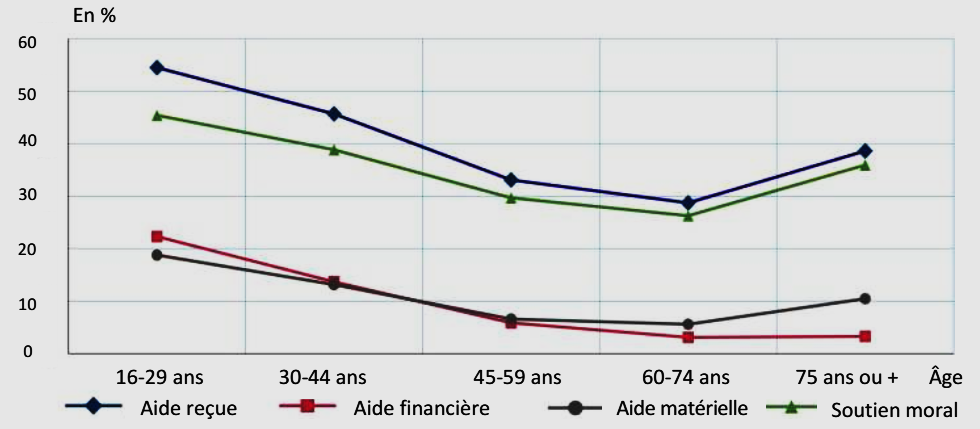 En %
60
50
40
30
20
10
0
16-29 ans 30-44 ans 45-59 ans 60-74 ans 75 ans ou + Âge
Aide reçue Aide financière Aide matérielle Soutien moral